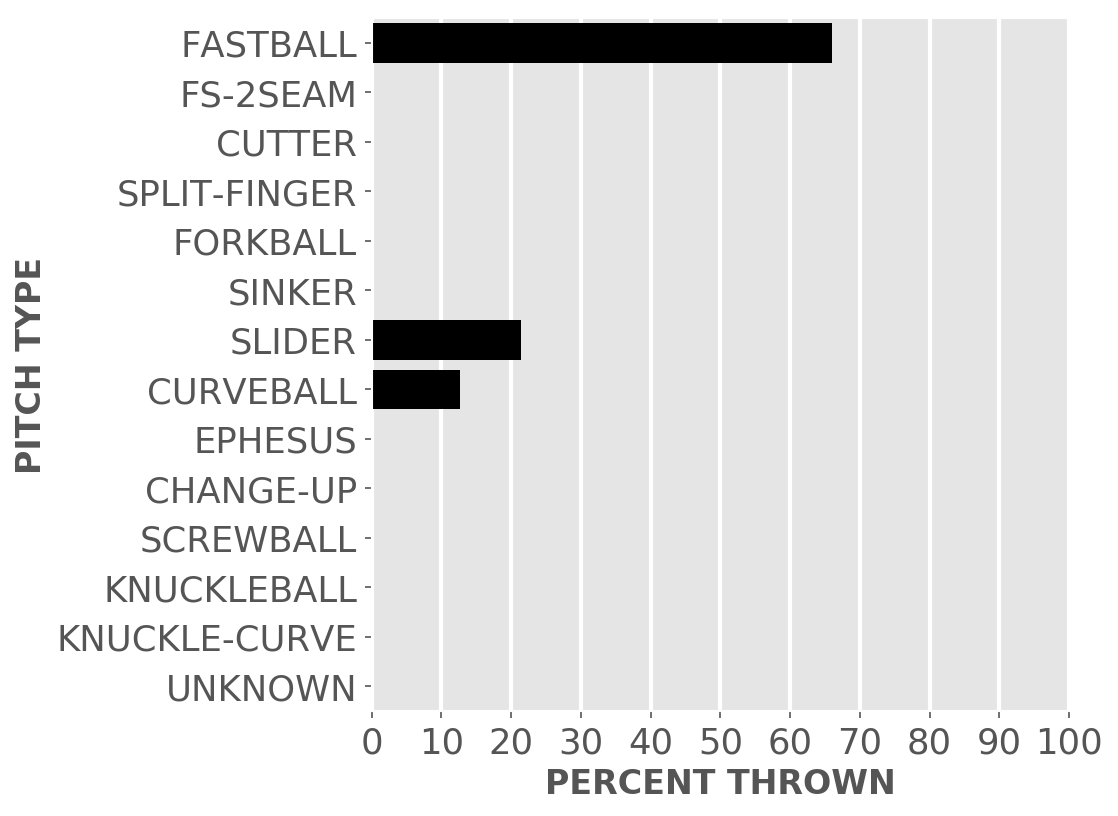 FASTBALL
FS-2SEAM
CUTTER
SPLIT-FINGER
FORKBALL
SINKER
SLIDER
CURVEBALL
EPHESUS
CHANGE-UP
SCREWBALL
KNUCKLEBALL
KNUCKLE-CURVE
UNKNOWN
PITCH TYPE
0 10 20 30 40 50 60 70 80 90 100
PERCENT THROWN